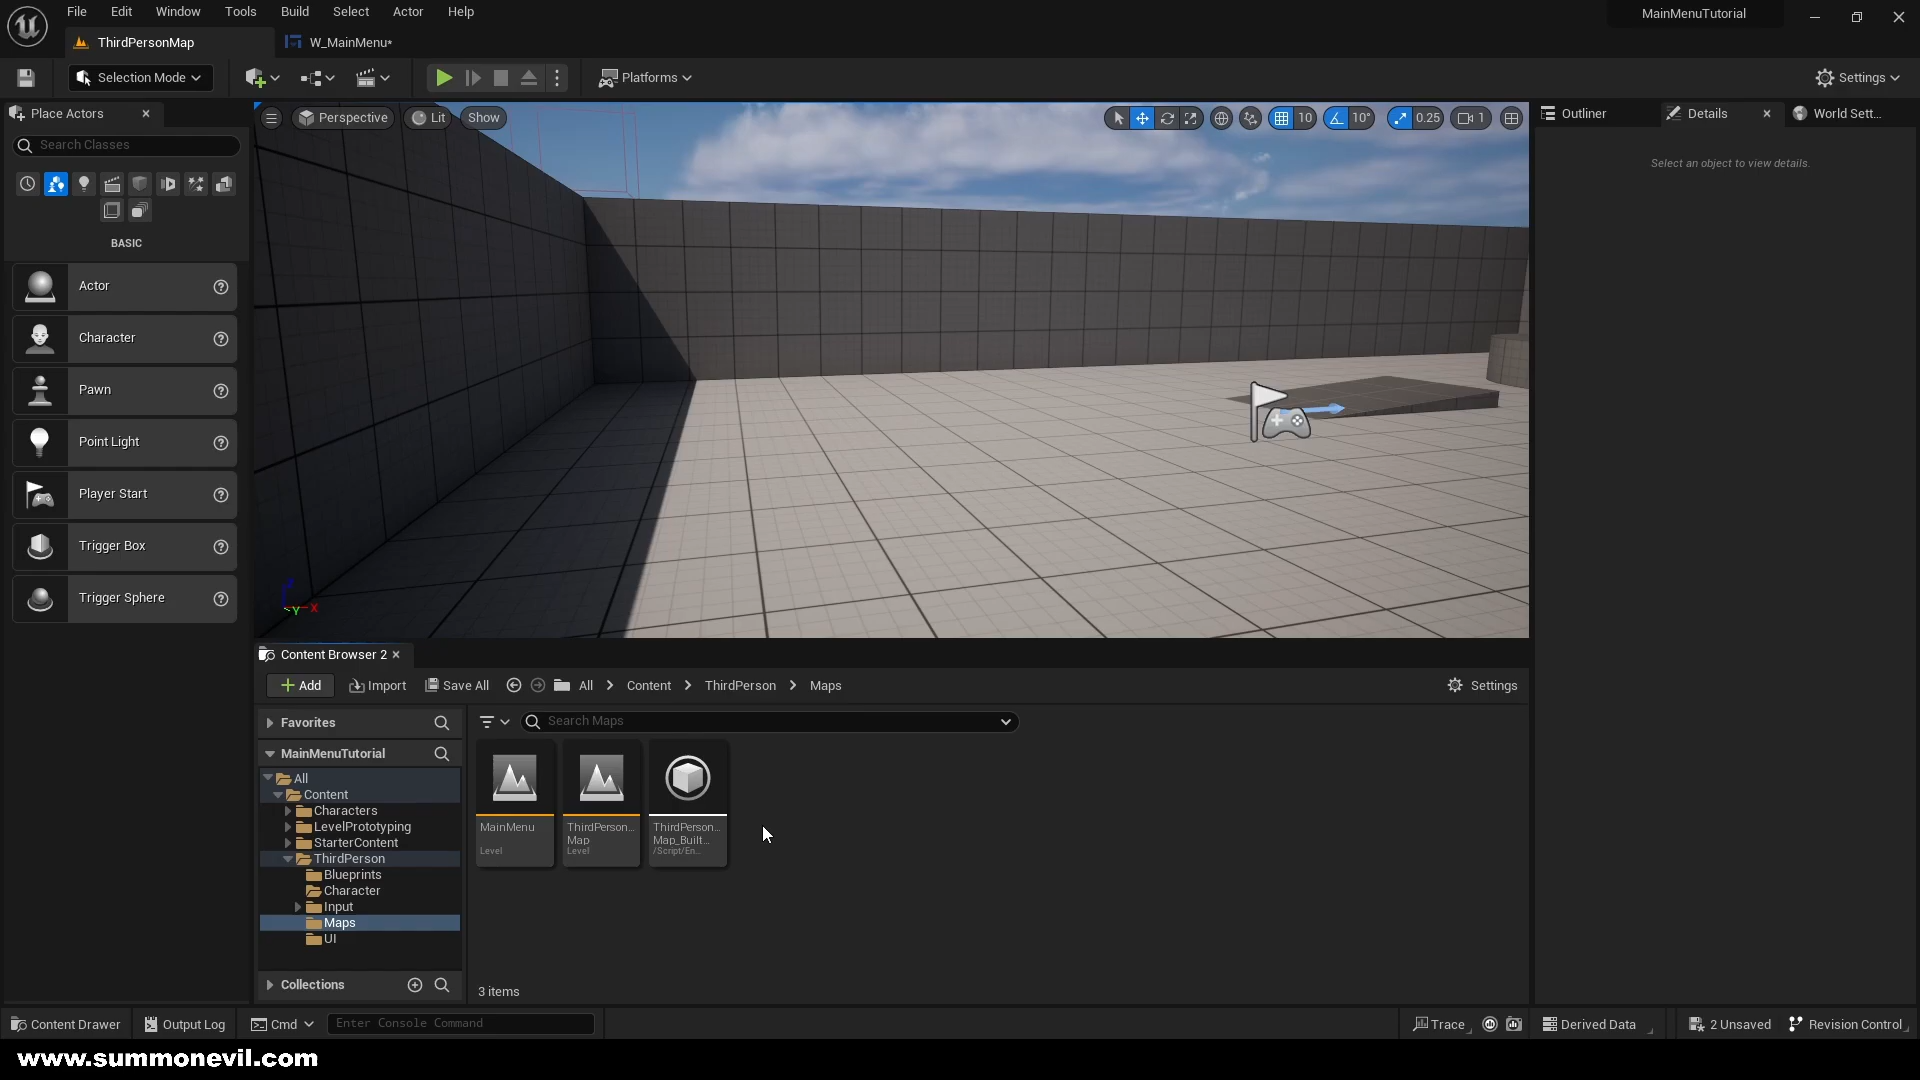 File Edit Window Tools Build Select Actor Help
MainMenuTutorial
ThirdPersonMap
W_MainMenu*
Selection Mode
Platforms
Settings
Place Actors
Search Classes
BASIC
Actor
Character
Pawn
Point Light
Player Start
Trigger Box
Trigger Sphere
Perspective
Lit
Show
10
10°
0.25
1
X
Y
Outliner
Details
World Sett...
Select an object to view details.
Content Browser 2
Add
Import
Save All
All
Content
ThirdPerson
Maps
Settings
Favorites
MainMenuTutorial
All
Content
Characters
LevelPrototyping
StarterContent
ThirdPerson
Blueprints
Character
Input
Maps
UI
Collections
Search Maps
MainMenu
Level
ThirdPerson...
Map
Level
ThirdPerson...
Map_Built...
/Script/En...
3 items
Content Drawer
Output Log
Cmd
Enter Console Command
Trace
Derived Data
2 Unsaved
Revision Control
www.summonevil.com